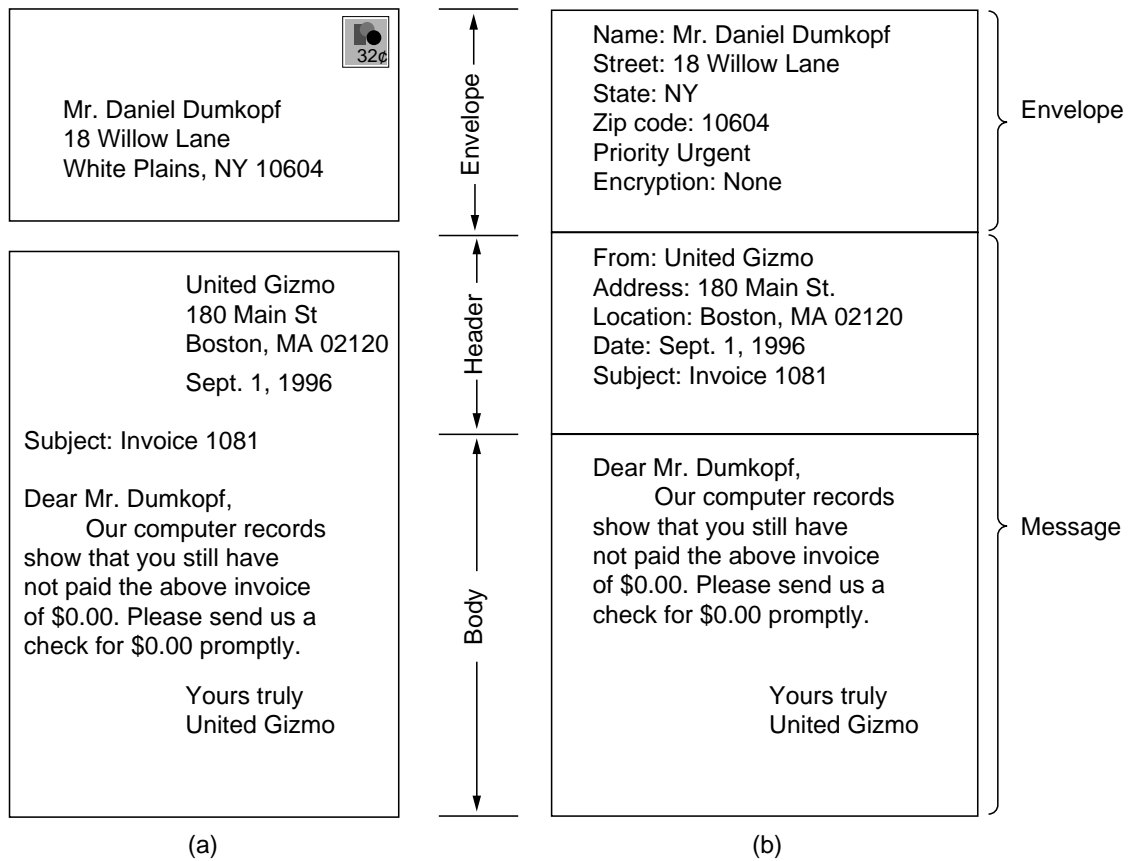 32¢
Mr. Daniel Dumkopf
18 Willow Lane
White Plains, NY 10604
United Gizmo
180 Main St
Boston, MA 02120
Sept. 1, 1996
Subject: Invoice 1081
Dear Mr. Dumkopf,
Our computer records
show that you still have
not paid the above invoice
of $0.00. Please send us a
check for $0.00 promptly.
Yours truly
United Gizmo
(a)
Envelope
Header
Body
Name: Mr. Daniel Dumkopf
Street: 18 Willow Lane
State: NY
Zip code: 10604
Priority Urgent
Encryption: None
From: United Gizmo
Address: 180 Main St.
Location: Boston, MA 02120
Date: Sept. 1, 1996
Subject: Invoice 1081
Dear Mr. Dumkopf,
Our computer records
show that you still have
not paid the above invoice
of $0.00. Please send us a
check for $0.00 promptly.
Yours truly
United Gizmo
(b)
Envelope
Message